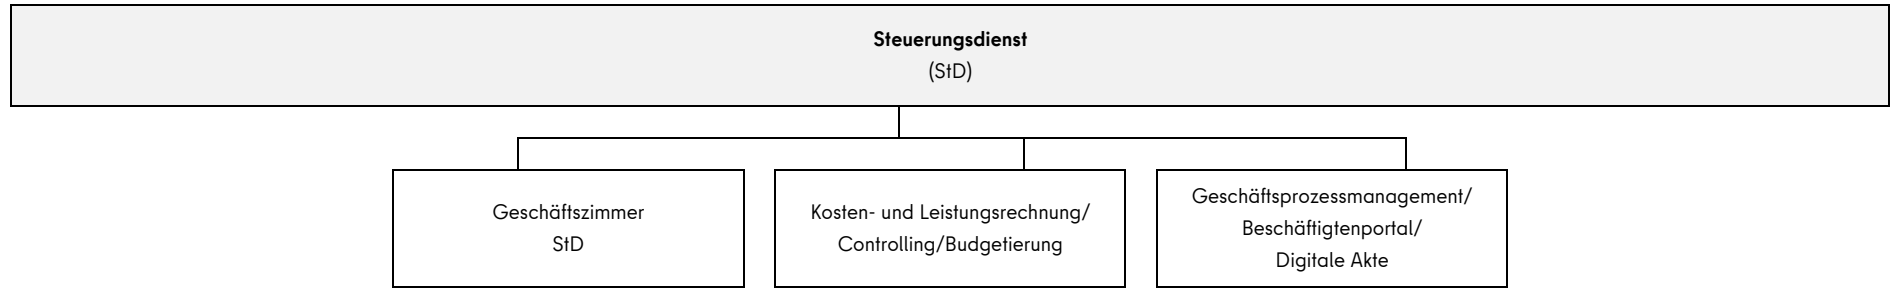 Steuerungsdienst
(StD)
Geschäftszimmer
StD
Kosten- und Leistungsrechnung/
Controlling/Budgetierung
Geschäftsprozessmanagement/
Beschäftigtenportal/
Digitale Akte